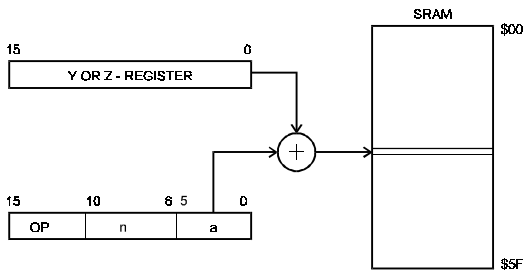 SRAM
$00
15 0
Y OR Z - REGISTER
+
15 10 6 5 0
OP n a
$5F